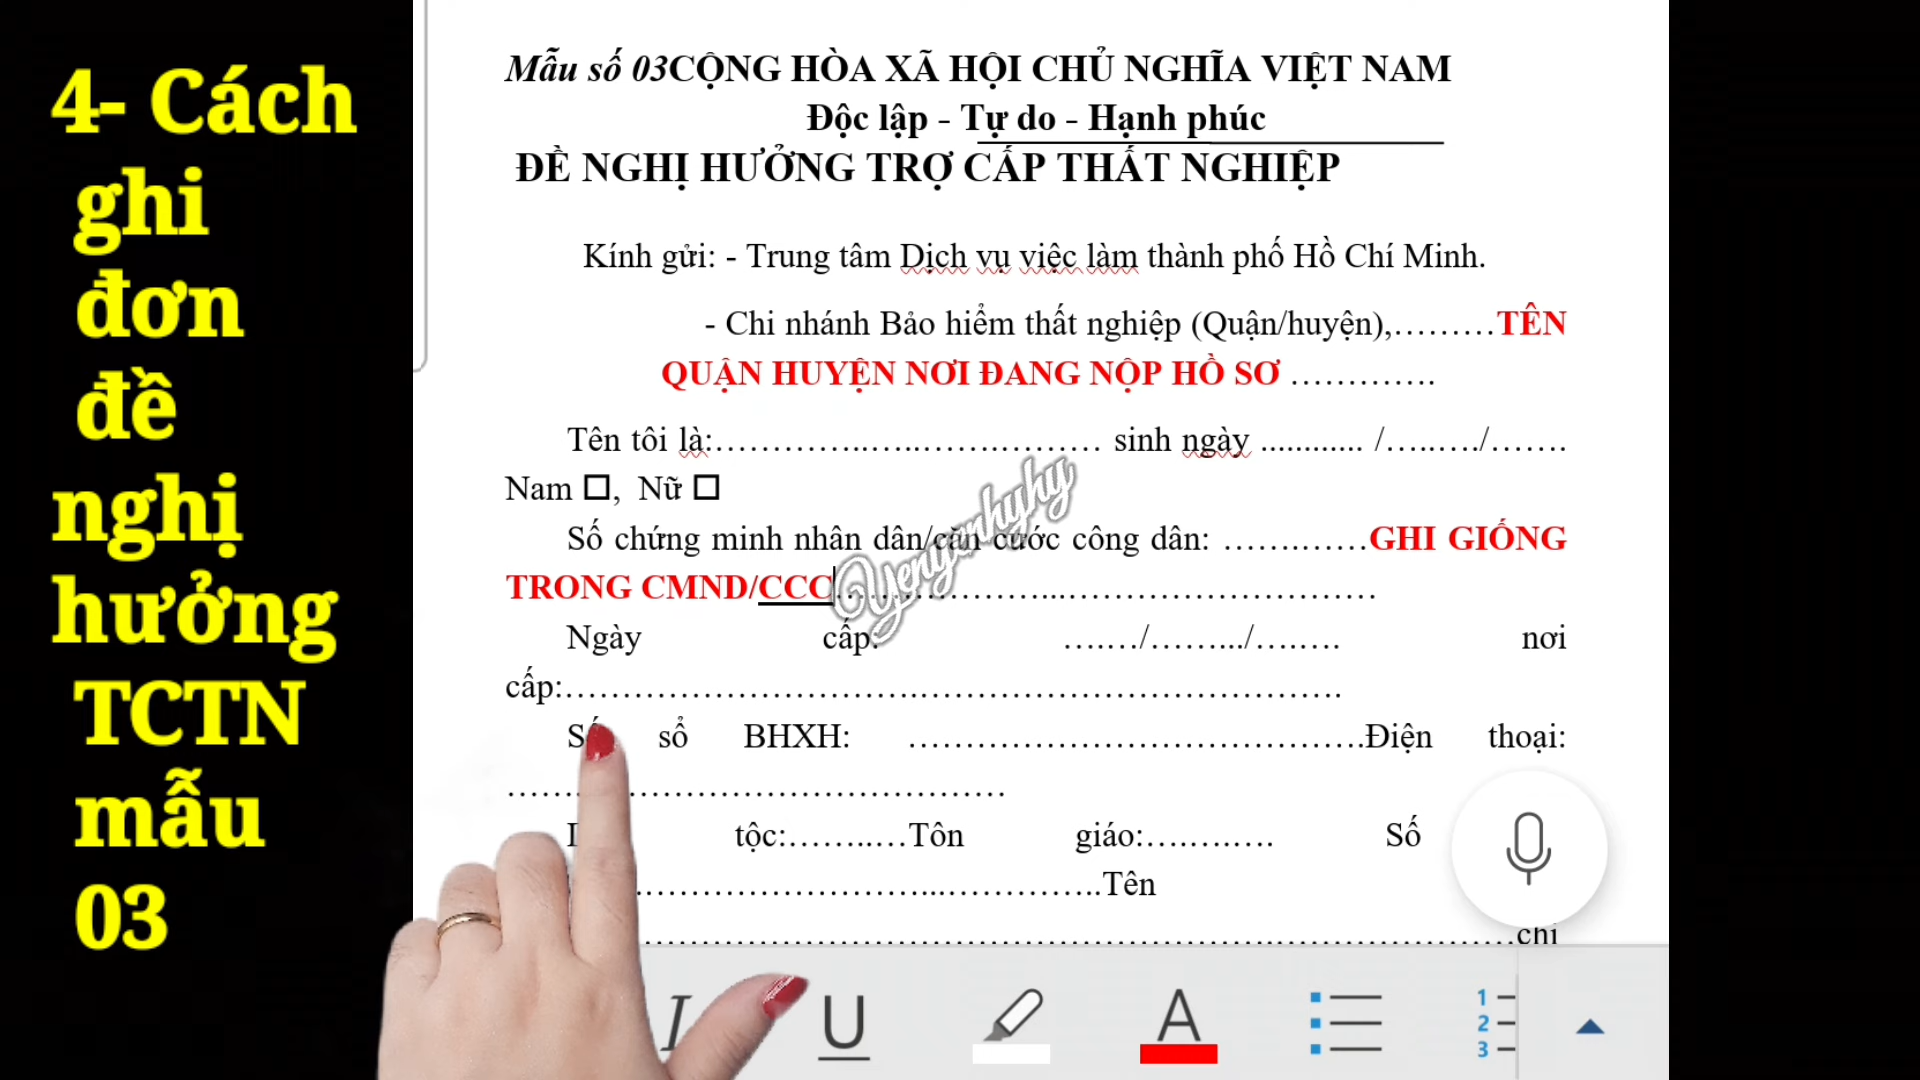 4- Cách
ghi
đơn
đề
nghị
hưởng
TCTN
mẫu
03
Mẫu số 03CỘNG HÒA XÃ HỘI CHỦ NGHĨA VIỆT NAM
Độc lập - Tự do - Hạnh phúc
ĐỀ NGHỊ HƯỞNG TRỢ CẤP THẤT NGHIỆP
Kính gửi: - Trung tâm Dịch vụ việc làm thành phố Hồ Chí Minh.
- Chi nhánh Bảo hiểm thất nghiệp (Quận/huyện),………TÊN
QUẬN HUYỆN NƠI ĐANG NỘP HỒ SƠ ………….
Tên tôi là:…………..…..…….……… sinh ngày ............ /…..…./…….
Nam ☐, Nữ ☐
Số chứng minh nhân dân/căn cước công dân: …….……GHI GIỐNG
TRONG CMND/CCC………………...………………………
Yenyenhyhy
Ngày cấp: ….…/……../….…. nơi
cấp:………………………….……………………………….
Số sổ BHXH: ………………………………….Điện thoại:
……………………………………
tộc:……..…Tôn giáo:….….…. Số
……………………...…………..Tên
……………………………………………….…………………chi
I U A
1
2
3